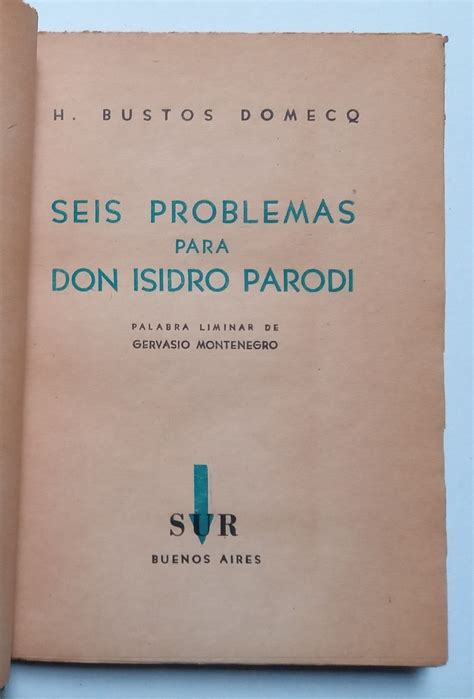 H. BUSTOS DOMECQ
SEIS PROBLEMAS
PARA
DON ISIDRO PARODI
PALABRA LIMINAR DE
GERVASIO MONTENEGRO
SUR
BUENOS AIRES